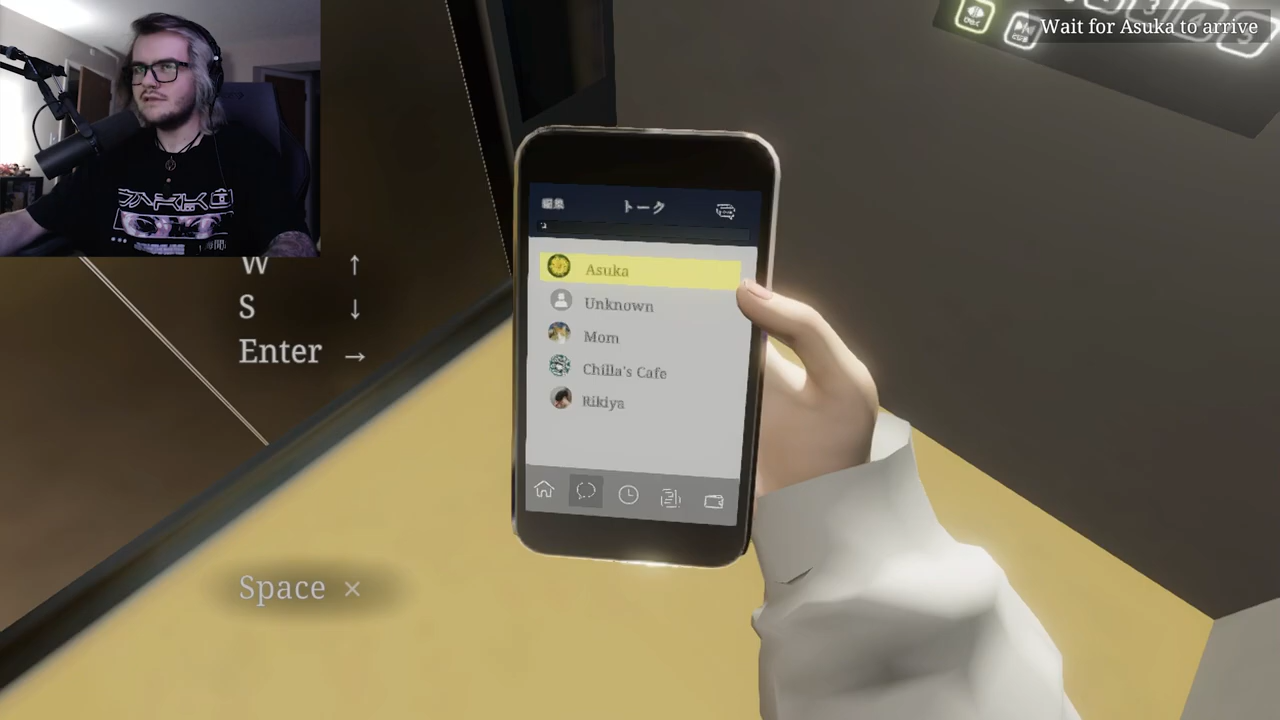 Wait for Asuka to arrive
W ↑
S ↓
Enter →
Space ×
編集
トーク
Asuka
Unknown
Mom
Chilla's Cafe
Rikiya